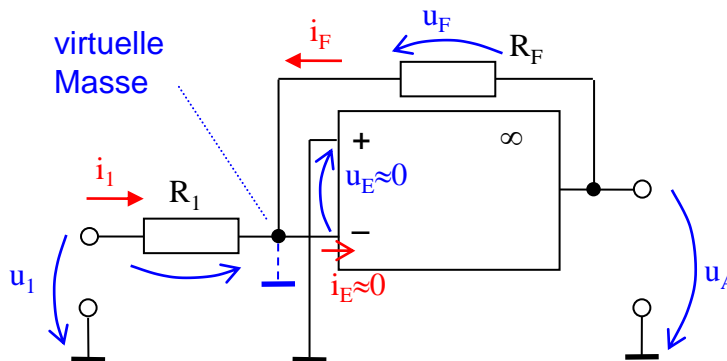 virtuelle
Masse
i_F
u_F
R_F
+
∞
i_1
R_1
u_E≈0
−
u_1
i_E≈0
u_A